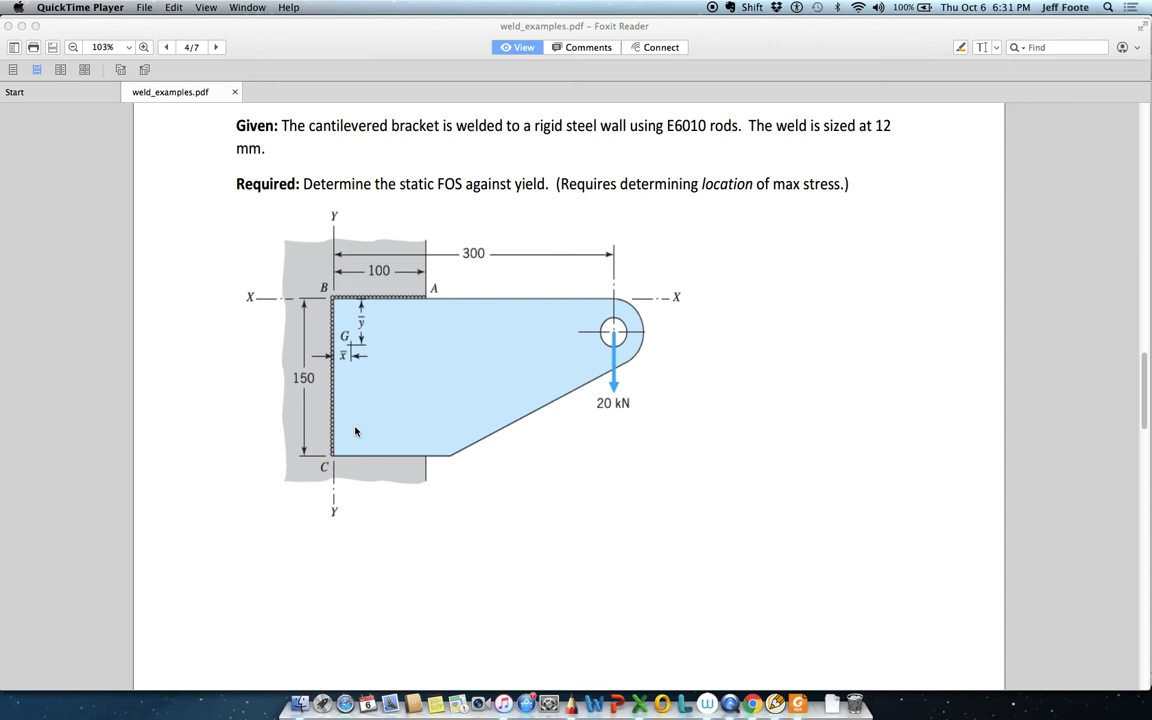 QuickTime Player File Edit View Window Help Shift 100% Thu Oct 6 6:31 PM Jeff Foote
weld_examples.pdf - Foxit Reader
103% 4/7 View Comments Connect Find
Start weld_examples.pdf
Given: The cantilevered bracket is welded to a rigid steel wall using E6010 rods. The weld is sized at 12
mm.
Required: Determine the static FOS against yield. (Requires determining location of max stress.)
Y
300
100
B A
X X
y
G
x
150
20 kN
C
Y